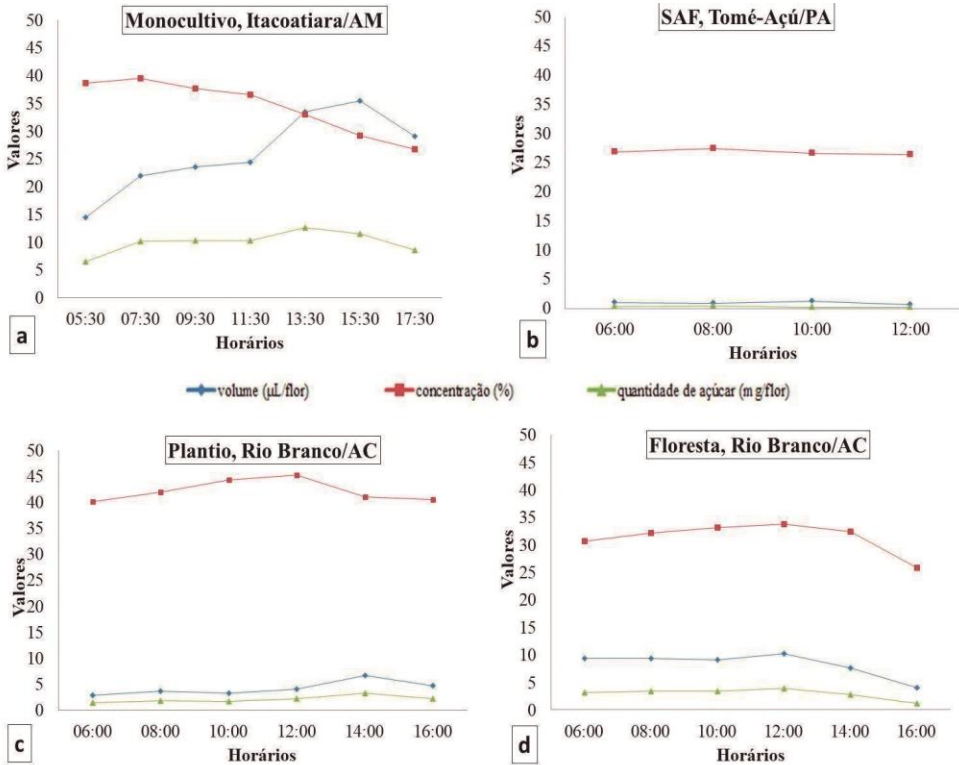 Monocultivo, Itacoatiara/AM
50
45
40
35
30
25
20
15
10
5
0
Valores
05:30 07:30 09:30 11:30 13:30 15:30 17:30
Horários
a
SAF, Tomé-Açú/PA
50
45
40
35
30
25
20
15
10
5
0
Valores
06:00 08:00 10:00 12:00
Horários
b
volume (µL/flor) concentração (%) quantidade de açúcar (mg/flor)
Plantio, Rio Branco/AC
50
45
40
35
30
25
20
15
10
5
0
Valores
06:00 08:00 10:00 12:00 14:00 16:00
Horários
c
Floresta, Rio Branco/AC
50
45
40
35
30
25
20
15
10
5
0
Valores
06:00 08:00 10:00 12:00 14:00 16:00
Horários
d